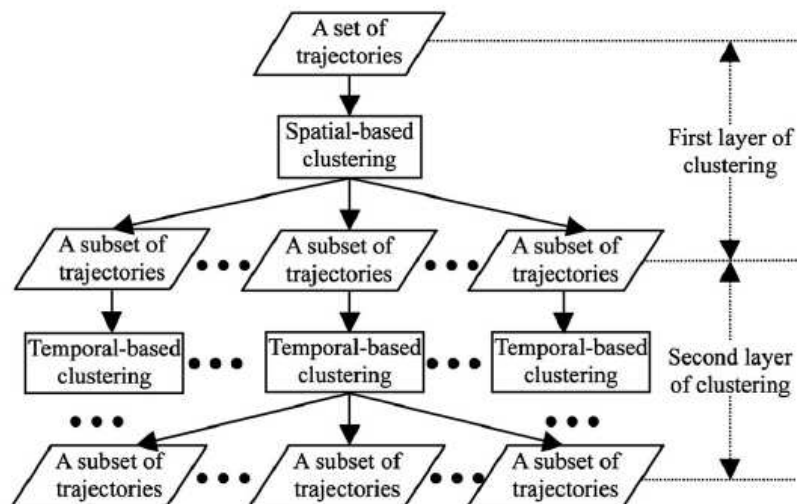 A set of
trajectories
Spatial-based
clustering
First layer of
clustering
A subset of
trajectories
A subset of
trajectories
A subset of
trajectories
Temporal-based
clustering
Temporal-based
clustering
Temporal-based
clustering
Second layer
of clustering
A subset of
trajectories
A subset of
trajectories
A subset of
trajectories